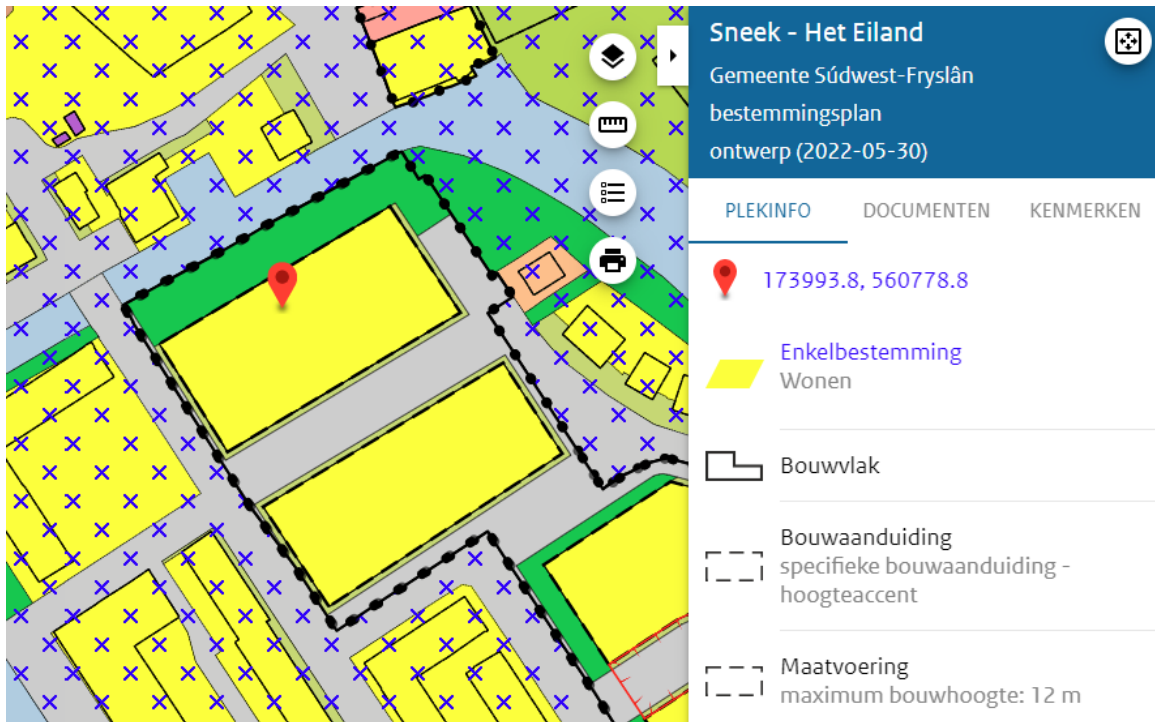 Sneek - Het Eiland
Gemeente Súdwest-Fryslân
bestemmingsplan
ontwerp (2022-05-30)
PLEKINFO DOCUMENTEN KENMERKEN
173993.8, 560778.8
Enkelbestemming
Wonen
Bouwvlak
Bouwaanduiding
specifieke bouwaanduiding -
hoogteaccent
Maatvoering
maximum bouwhoogte: 12 m